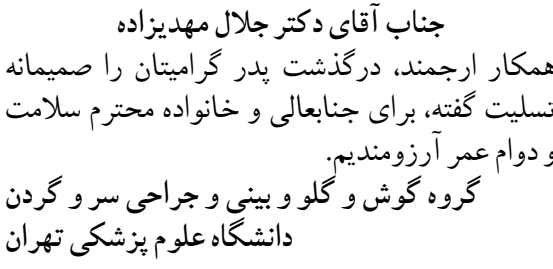 جناب آقای دکتر جلال مهدیزاده
همکار ارجمند، درگذشت پدر گرامیتان را صمیمانه
تسلیت گفته، برای جنابعالی و خانواده محترم سلامت
و دوام عمر آرزومندیم.
گروه گوش و گلو و بینی و جراحی سر و گردن
دانشگاه علوم پزشکی تهران